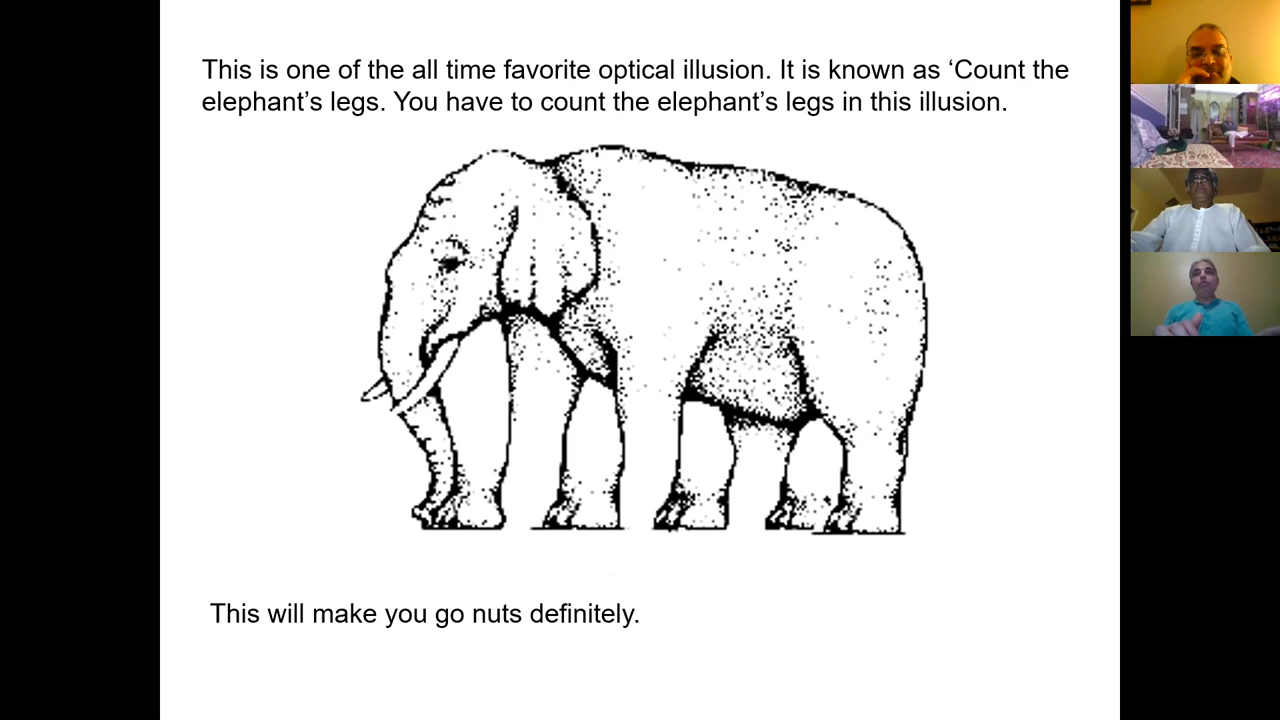 This is one of the all time favorite optical illusion. It is known as ‘Count the
elephant’s legs. You have to count the elephant’s legs in this illusion.
This will make you go nuts definitely.